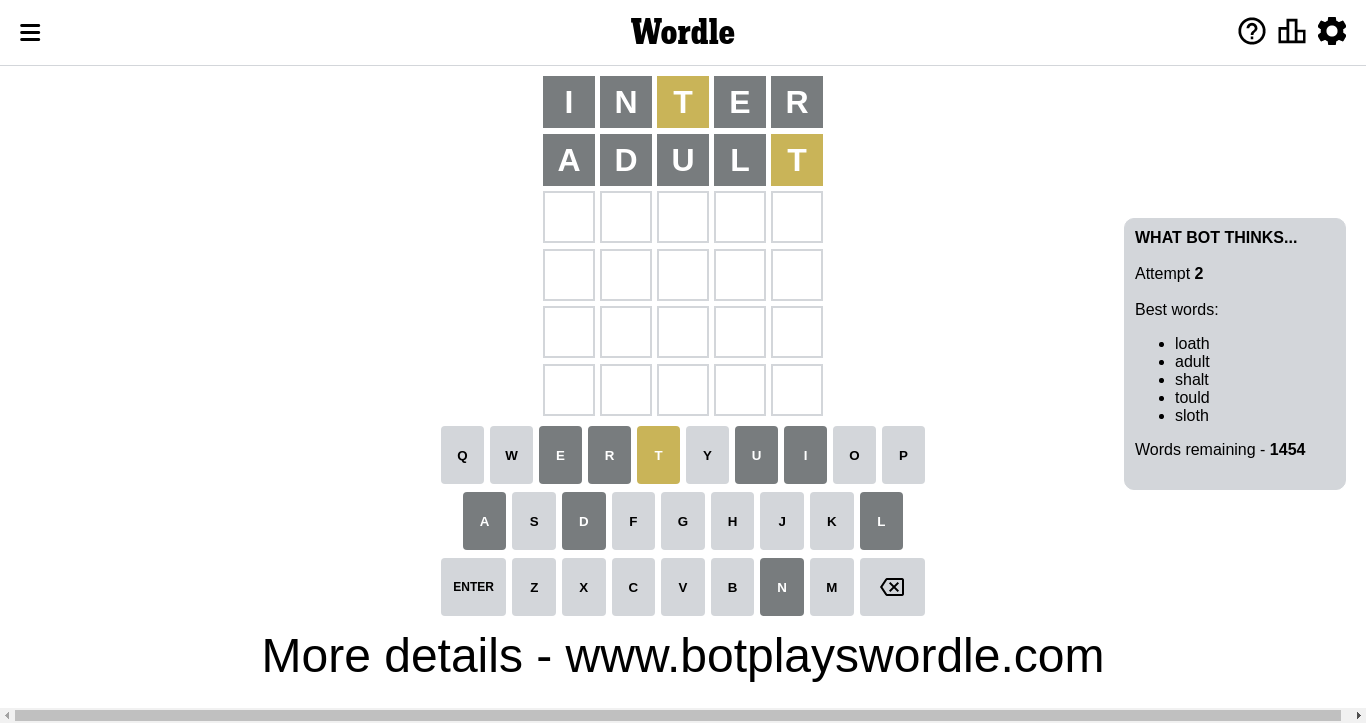 Wordle
I N T E R
A D U L T
WHAT BOT THINKS...
Attempt 2
Best words:
loath
adult
shalt
tould
sloth
Words remaining - 1454
Q W E R T Y U I O P
A S D F G H J K L
ENTER Z X C V B N M
More details - www.botplayswordle.com